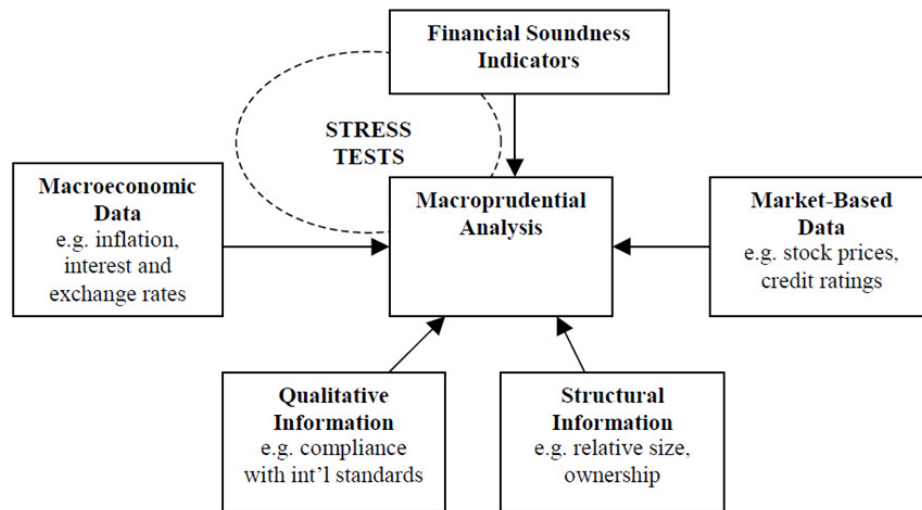 Financial Soundness
Indicators
STRESS
TESTS
Macroeconomic
Data
e.g. inflation,
interest and
exchange rates
Macroprudential
Analysis
Market-Based
Data
e.g. stock prices,
credit ratings
Qualitative
Information
e.g. compliance
with int'l standards
Structural
Information
e.g. relative size,
ownership